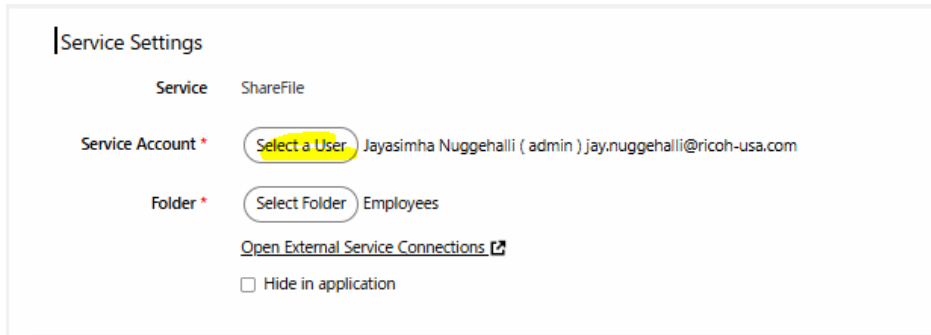 Service Settings
Service ShareFile
Service Account * Select a User Jayasimha Nuggehalli ( admin ) jay.nuggehalli@ricoh-usa.com
Folder * Select Folder Employees
Open External Service Connections
Hide in application